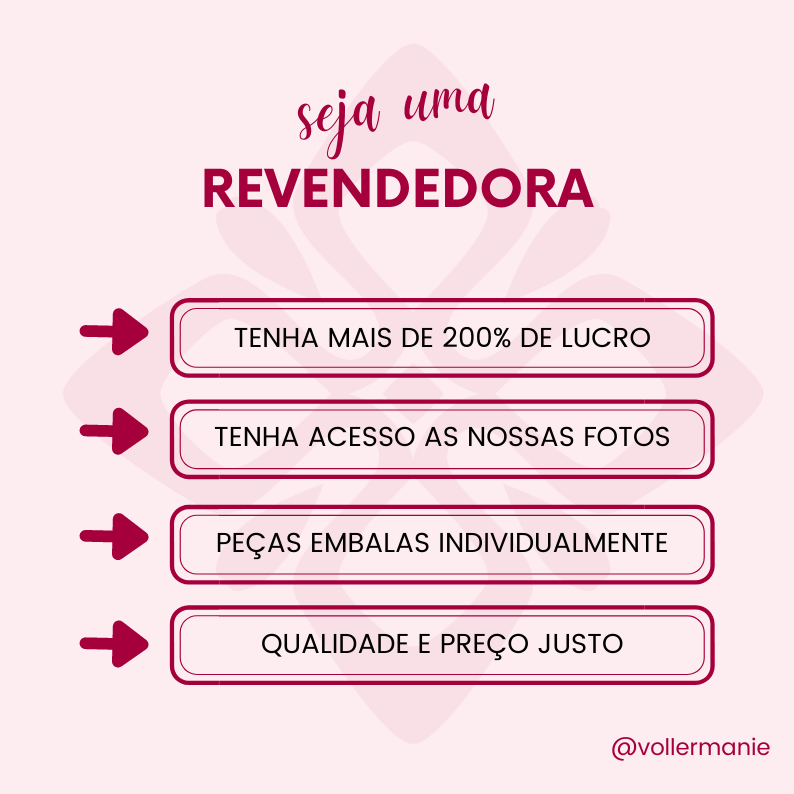 seja uma
REVENDEDORA
TENHA MAIS DE 200% DE LUCRO
TENHA ACESSO AS NOSSAS FOTOS
PEÇAS EMBALAS INDIVIDUALMENTE
QUALIDADE E PREÇO JUSTO
@vollermanie